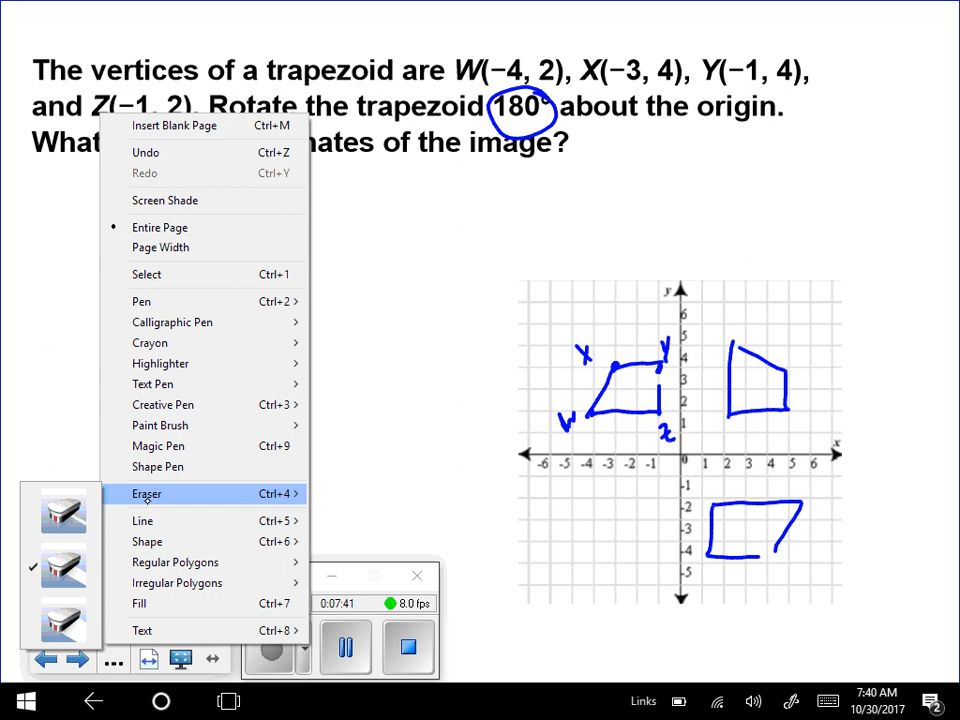 The vertices of a trapezoid are W(−4, 2), X(−3, 4), Y(−1, 4),
and Z(−1, 2). Rotate the trapezoid 180° about the origin.
What nates of the image?
Insert Blank Page Ctrl+M
Undo Ctrl+Z
Redo Ctrl+Y
Screen Shade
Entire Page
Page Width
Select Ctrl+1
Pen Ctrl+2
Calligraphic Pen
Crayon
Highlighter
Text Pen
Creative Pen Ctrl+3
Paint Brush
Magic Pen Ctrl+9
Shape Pen
Eraser Ctrl+4
Line Ctrl+5
Shape Ctrl+6
Regular Polygons
Irregular Polygons
Fill Ctrl+7
Text Ctrl+8
y
6
5
X Y
4
3
2
W
1
Z
x
-6 -5 -4 -3 -2 -1 0 1 2 3 4 5 6
-1
-2
-3
-4
-5
0:07:41 8.0 fps
Links
7:40 AM
10/30/2017
2